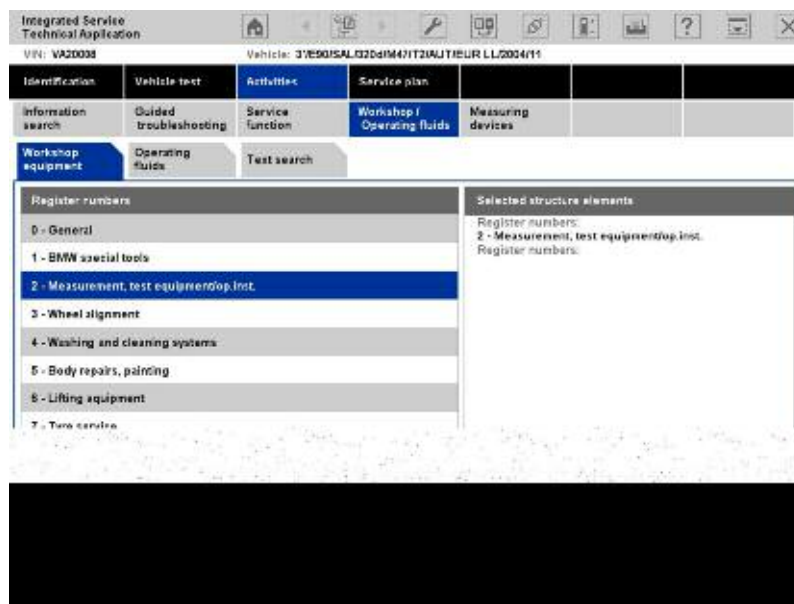 Integrated Service
Technical Application
VIN: VA20008
Vehicle: 3'/E90/SAL/320d/M47/T2/AUT/EUR LL/2004/11
Identification
Vehicle test
Activities
Service plan
Information
search
Guided
troubleshooting
Service
function
Workshop /
Operating fluids
Measuring
devices
Workshop
equipment
Operating
fluids
Text search
Register numbers
Selected structure elements
0 - General
1 - BMW special tools
2 - Measurement, test equipment/op.inst.
3 - Wheel alignment
4 - Washing and cleaning systems
5 - Body repairs, painting
6 - Lifting equipment
7 - Tyre service
Register numbers:
2 - Measurement, test equipment/op.inst.
Register numbers: